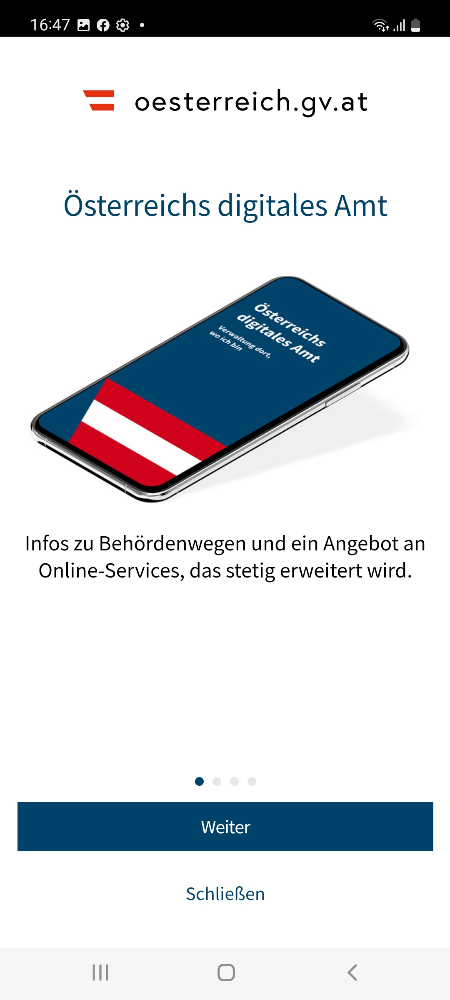 16:47
oesterreich.gv.at
Österreichs digitales Amt
Österreichs
digitales Amt
Verwaltung dort,
wo ich bin
Infos zu Behördenwegen und ein Angebot an
Online-Services, das stetig erweitert wird.
Weiter
Schließen